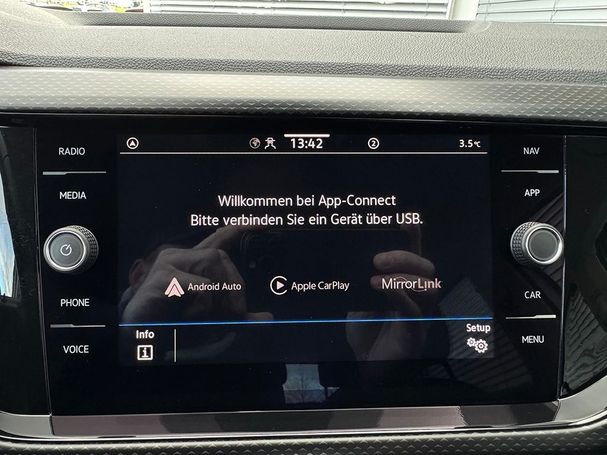 RADIO
MEDIA
PHONE
VOICE
13:42
2
3.5°C
Willkommen bei App-Connect
Bitte verbinden Sie ein Gerät über USB.
Android Auto
Apple CarPlay
MirrorLink
Info
Setup
NAV
APP
CAR
MENU